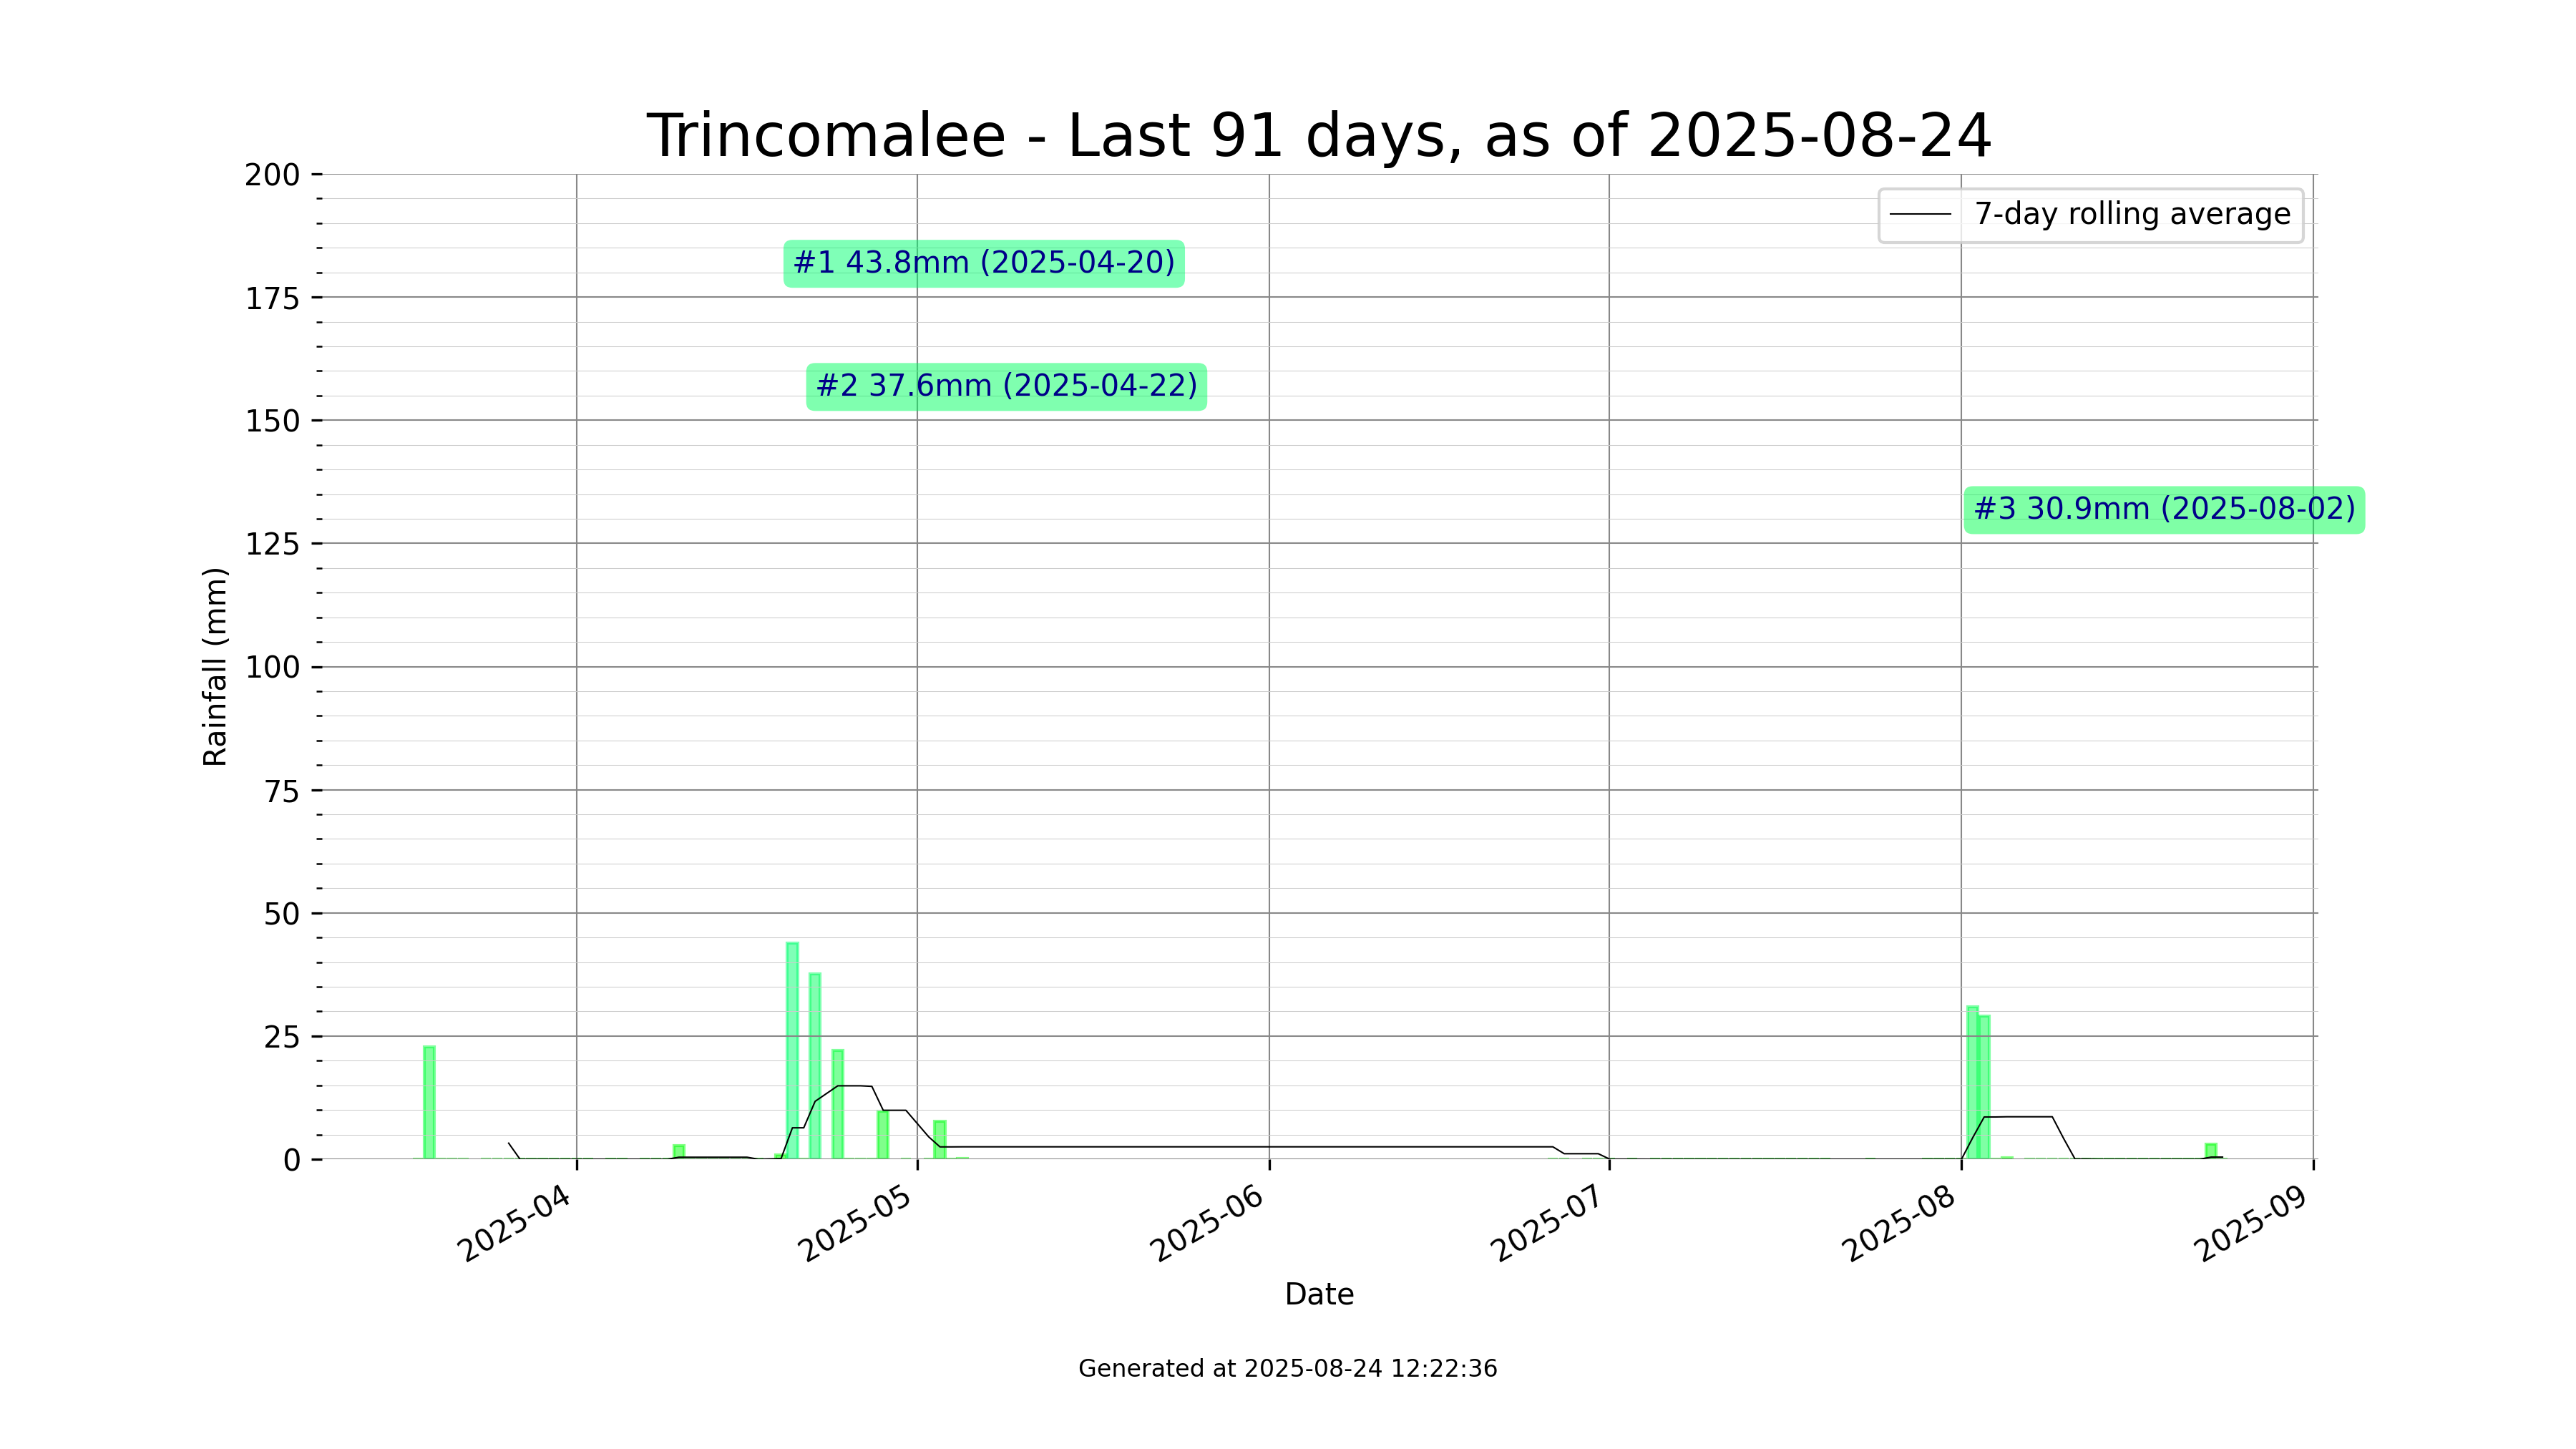 Trincomalee - Last 91 days, as of 2025-08-24
7-day rolling average
#1 43.8mm (2025-04-20)
#2 37.6mm (2025-04-22)
#3 30.9mm (2025-08-02)
Rainfall (mm)
200
175
150
125
100
75
50
25
0
2025-04
2025-05
2025-06
2025-07
2025-08
2025-09
Date
Generated at 2025-08-24 12:22:36